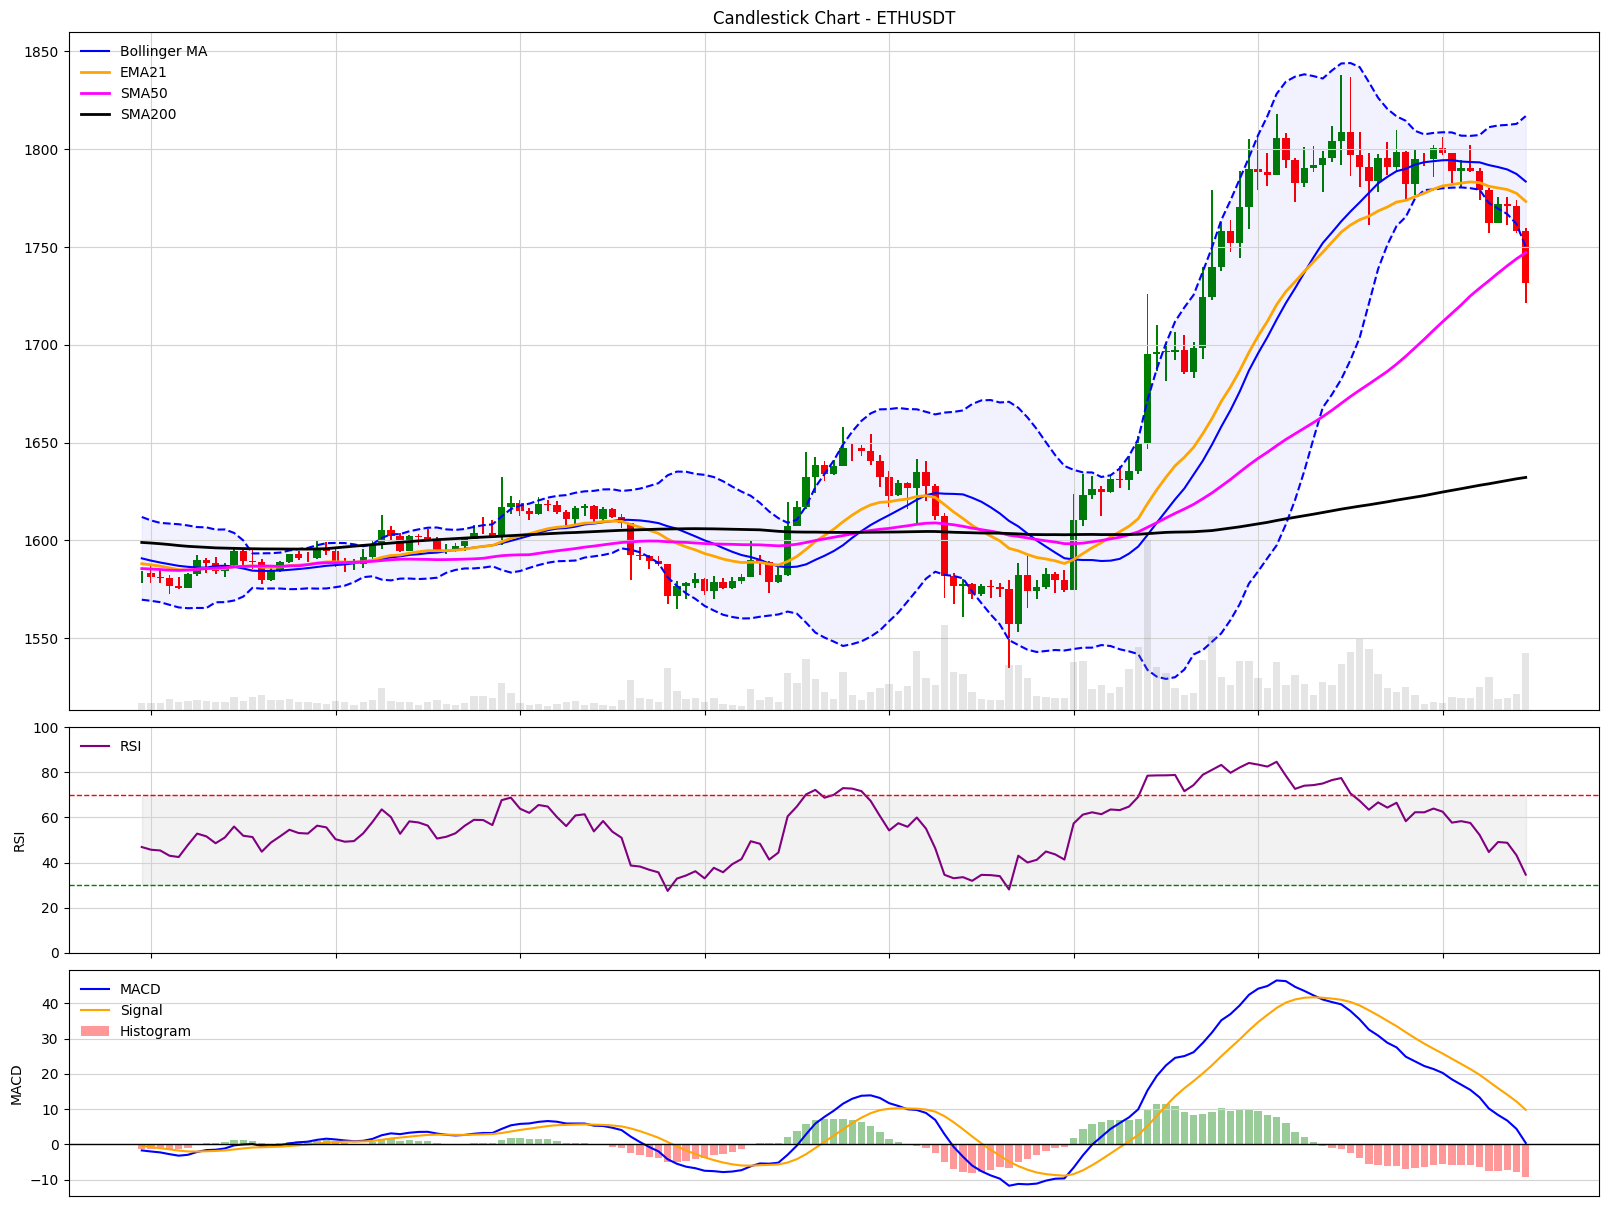 Candlestick Chart - ETHUSDT
Bollinger MA
EMA21
SMA50
SMA200
1850
1800
1750
1700
1650
1600
1550
RSI
RSI
100
80
60
40
20
0
MACD
Signal
Histogram
MACD
40
30
20
10
0
−10